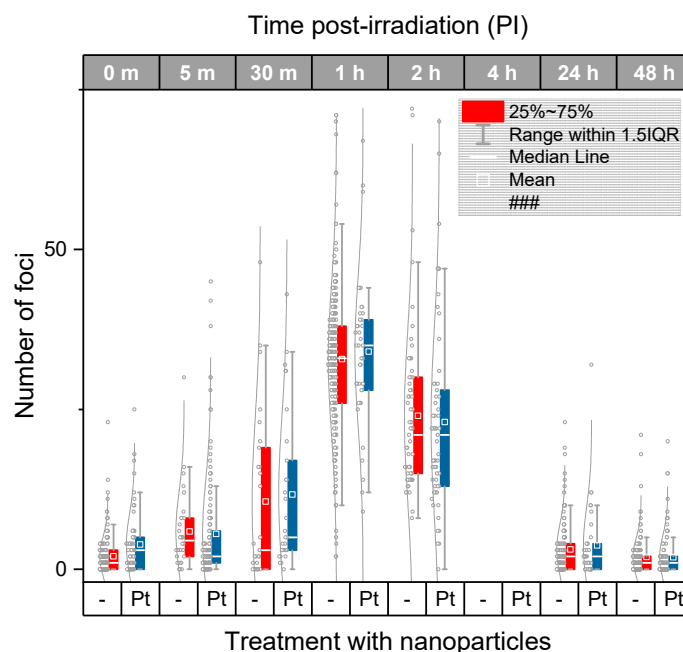 Time post-irradiation (PI)
0 m 5 m 30 m 1 h 2 h 4 h 24 h 48 h
25%~75%
Range within 1.5IQR
Median Line
Mean
###
50
0
Number of foci
- Pt - Pt - Pt - Pt - Pt - Pt - Pt - Pt
Treatment with nanoparticles